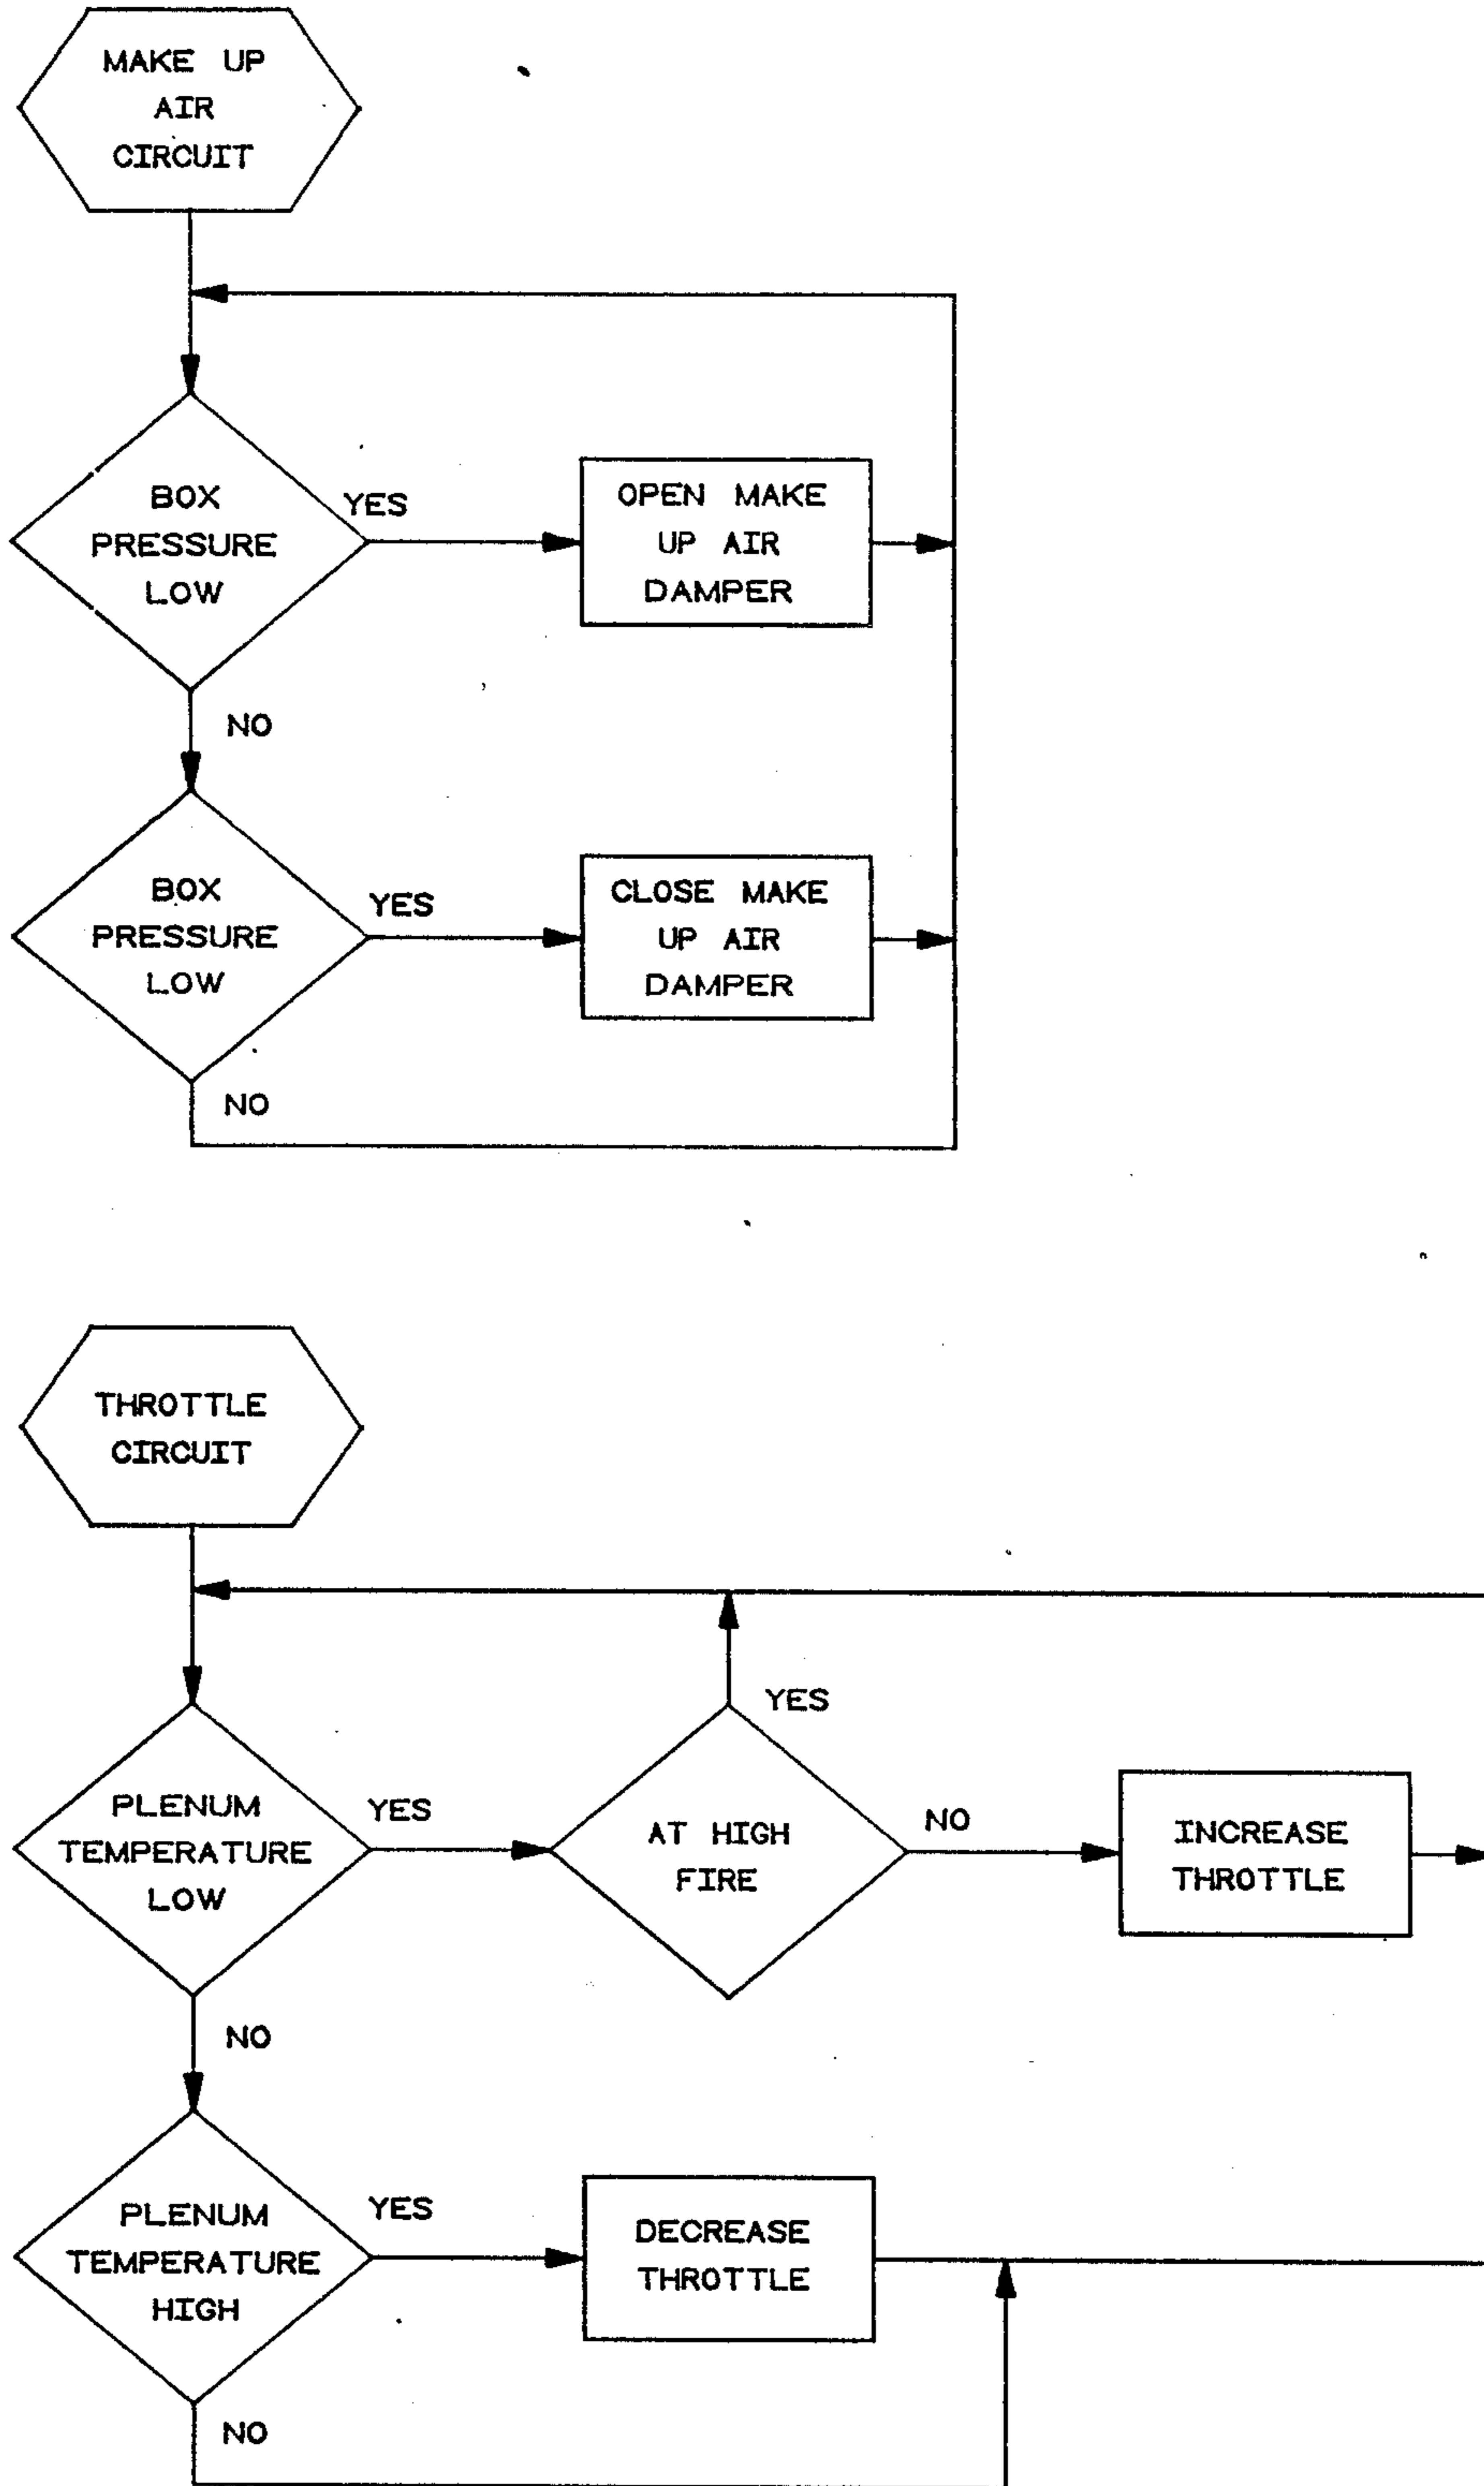 MAKE UP
AIR
CIRCUIT
BOX
PRESSURE
LOW
YES
OPEN MAKE
UP AIR
DAMPER
NO
BOX
PRESSURE
LOW
YES
CLOSE MAKE
UP AIR
DAMPER
NO
THROTTLE
CIRCUIT
PLENUM
TEMPERATURE
LOW
YES
AT HIGH
FIRE
YES
NO
INCREASE
THROTTLE
NO
PLENUM
TEMPERATURE
HIGH
YES
DECREASE
THROTTLE
NO